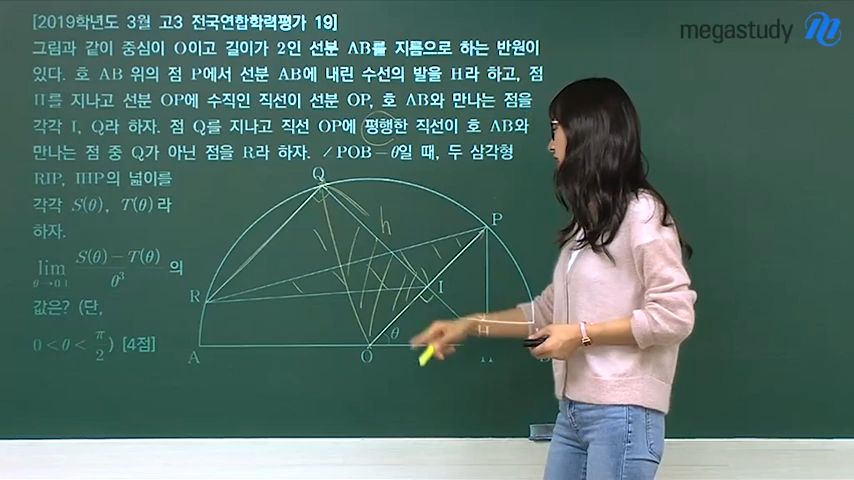 [2019학년도 3월 고3 전국연합학력평가 19]
megastudy
그림과 같이 중심이 O이고 길이가 2인 선분 AB를 지름으로 하는 반원이
있다. 호 AB 위의 점 P에서 선분 AB에 내린 수선의 발을 H라 하고, 점
H를 지나고 선분 OP에 수직인 직선이 선분 OP, 호 AB와 만나는 점을
각각 I, Q라 하자. 점 Q를 지나고 직선 OP에 평행한 직선이 호 AB와
만나는 점 중 Q가 아닌 점을 R라 하자. ∠POB=θ일 때, 두 삼각형
RIP, IHP의 넓이를
각각 S(θ), T(θ)라
하자.
lim θ→0+ S(θ)-T(θ) / θ³ 의
값은? (단,
0<θ<π/2) [4점]
Q
h
P
R
I
H
θ
A
O
H